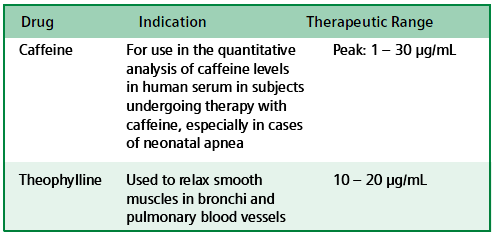 Drug Indication Therapeutic Range
Caffeine For use in the quantitative Peak: 1 – 30 µg/mL
analysis of caffeine levels
in human serum in subjects
undergoing therapy with
caffeine, especially in cases
of neonatal apnea
Theophylline Used to relax smooth 10 – 20 µg/mL
muscles in bronchi and
pulmonary blood vessels